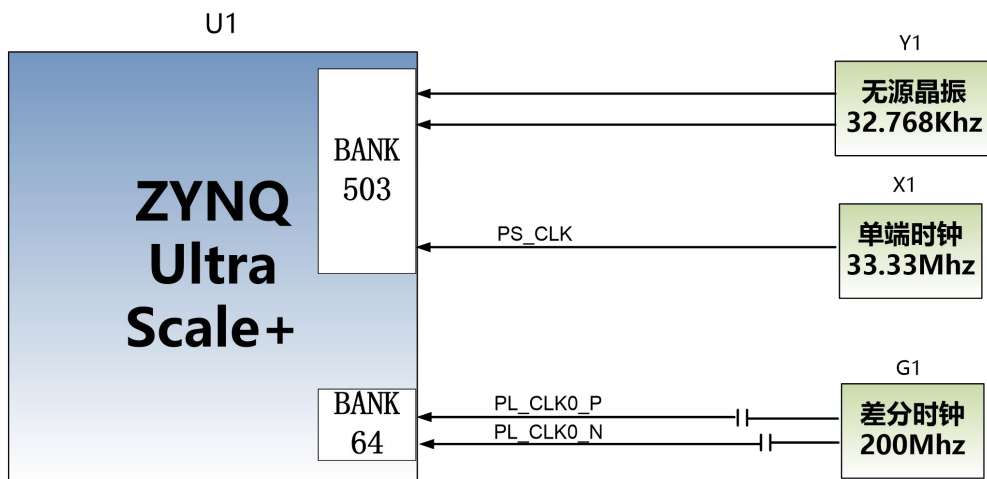 U1
ZYNQ
Ultra
Scale+
BANK
503
BANK
64
PS_CLK
PL_CLK0_P
PL_CLK0_N
Y1
无源晶振
32.768Khz
X1
单端时钟
33.33Mhz
G1
差分时钟
200Mhz